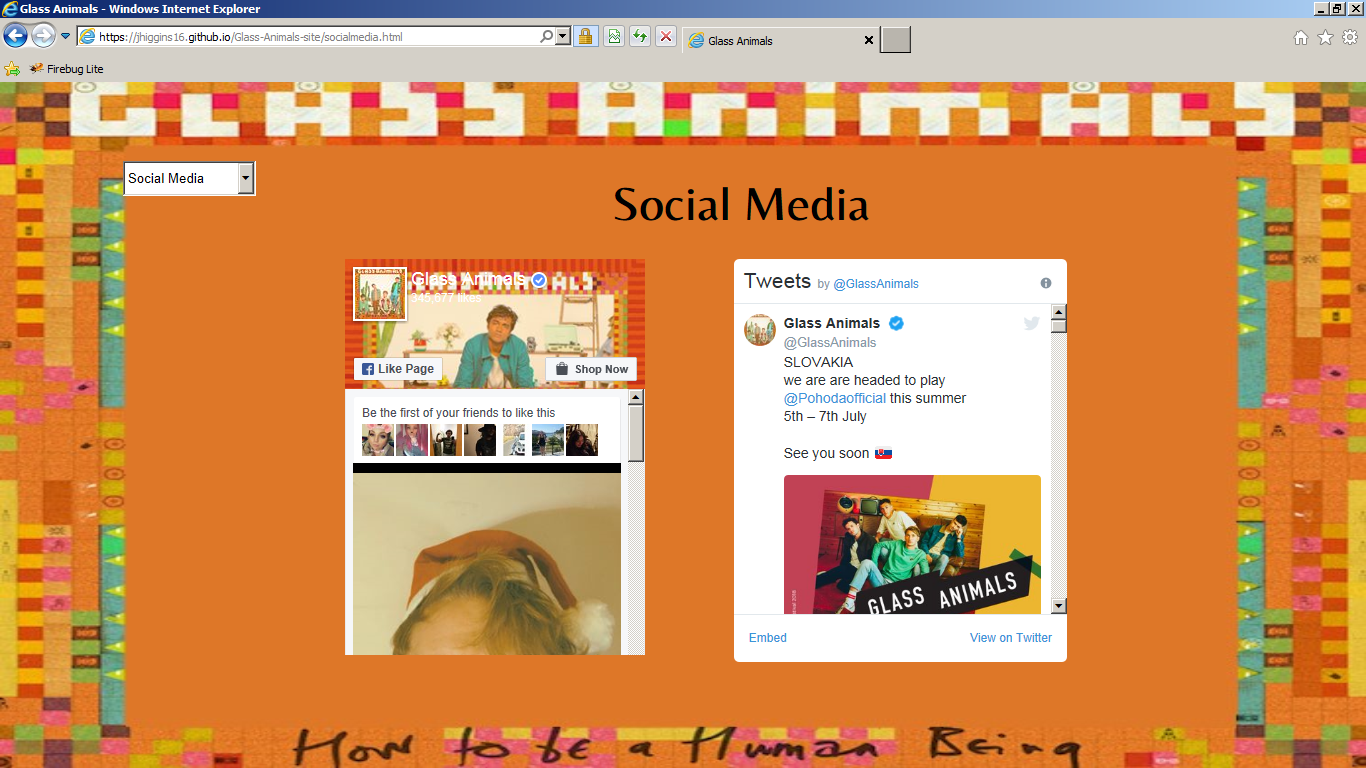 Glass Animals - Windows Internet Explorer
https://jhiggins16.github.io/Glass-Animals-site/socialmedia.html
Glass Animals
Firebug Lite
GLASS ANIMALS
Social Media
Social Media
Glass Animals
345,677 likes
Like Page
Shop Now
Be the first of your friends to like this
Tweets by @GlassAnimals
Glass Animals
@GlassAnimals
SLOVAKIA
we are are headed to play
@Pohodaofficial this summer
5th – 7th July
See you soon 🇸🇰
GLASS ANIMALS
Embed
View on Twitter
How to be a Human Being